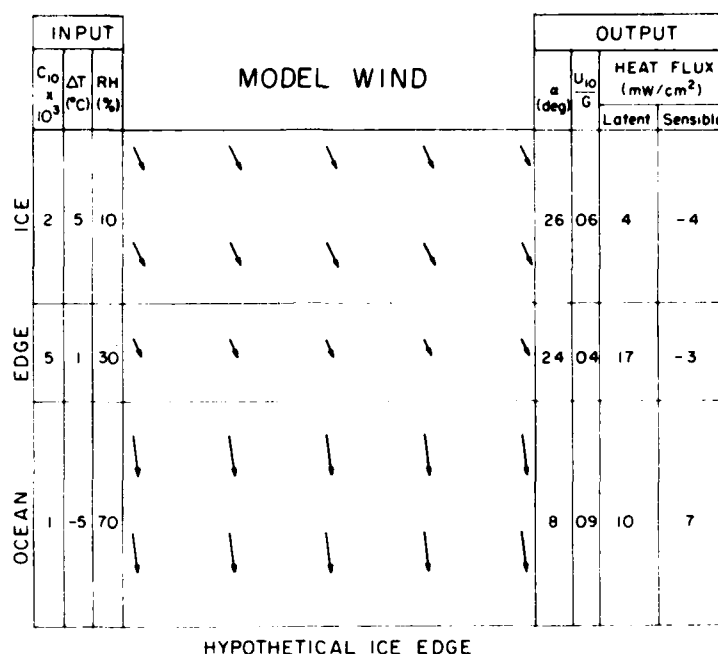 INPUT
OUTPUT
C10 x 10³
ΔT (°C)
RH (%)
MODEL WIND
α (deg)
U10/G
HEAT FLUX (mW/cm²)
Latent
Sensible
ICE 2 5 10 26 06 4 -4
EDGE 5 1 30 24 04 17 -3
OCEAN 1 -5 70 8 09 10 7
HYPOTHETICAL ICE EDGE